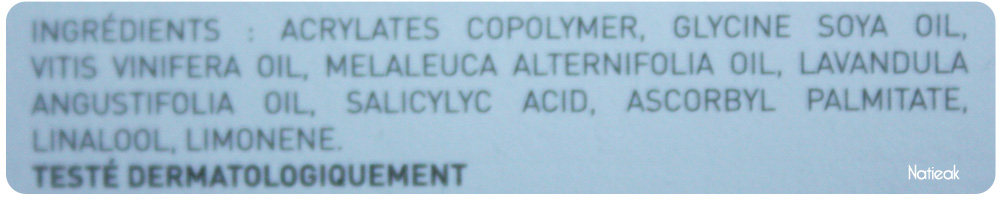 INGRÉDIENTS : ACRYLATES COPOLYMER, GLYCINE SOYA OIL,
VITIS VINIFERA OIL, MELALEUCA ALTERNIFOLIA OIL, LAVANDULA
ANGUSTIFOLIA OIL, SALICYLYC ACID, ASCORBYL PALMITATE,
LINALOOL, LIMONENE.
TESTÉ DERMATOLOGIQUEMENT
Natieak